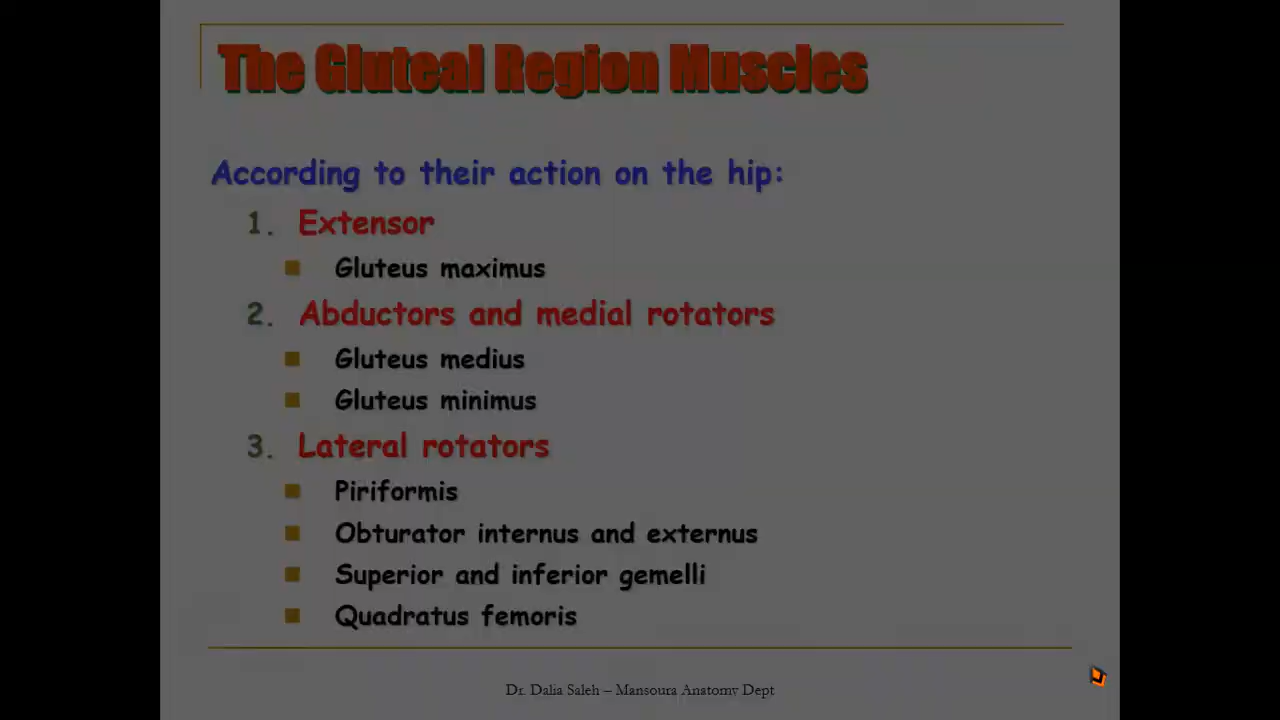 The Gluteal Region Muscles
According to their action on the hip:
1. Extensor
Gluteus maximus
2. Abductors and medial rotators
Gluteus medius
Gluteus minimus
3. Lateral rotators
Piriformis
Obturator internus and externus
Superior and inferior gemelli
Quadratus femoris
Dr. Dalia Saleh – Mansoura Anatomy Dept